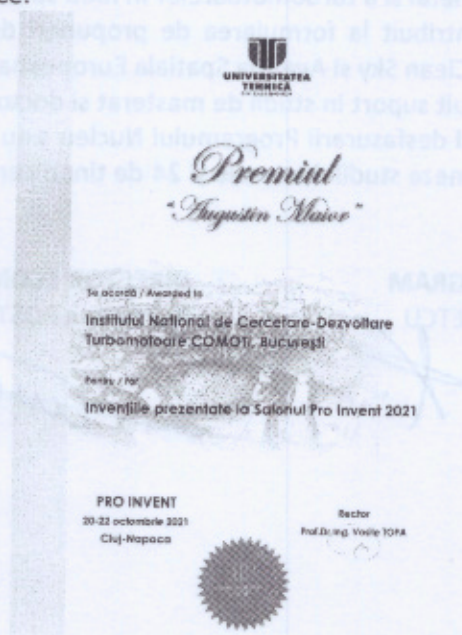 UNIVERSITATEA
TEHNICĂ
Premiul
"Augustin Maior"
Se acordă / Awarded to
Institutul Național de Cercetare-Dezvoltare
Turbomotoare COMOTI, București
Pentru / For
Invențiile prezentate la Salonul Pro Invent 2021
PRO INVENT
20-22 octombrie 2021
Cluj-Napoca
Rector
Prof.Dr.Ing. Vasile ȚOPA